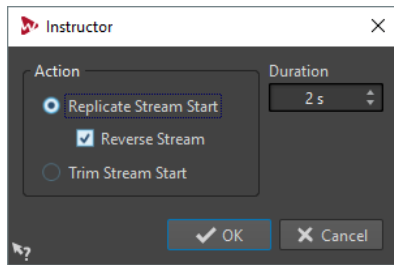 Instructor
Action
Duration
Replicate Stream Start
2 s
Reverse Stream
Trim Stream Start
OK
Cancel
?